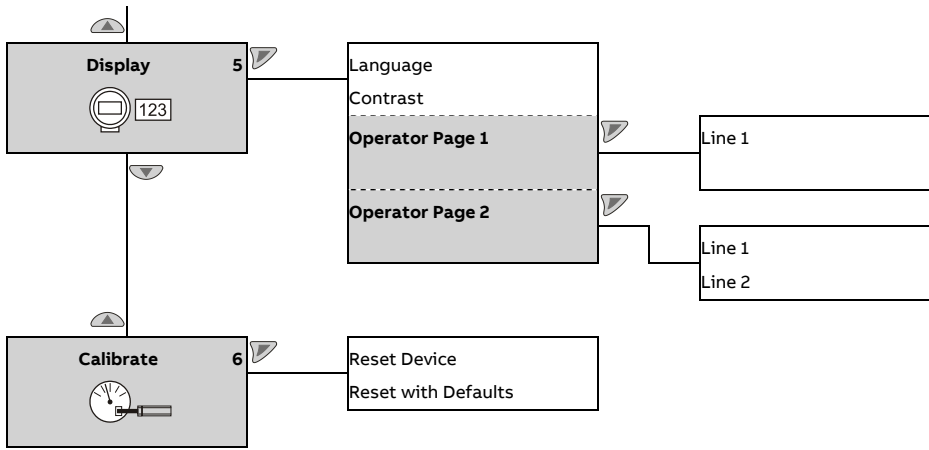 Display 5
123
Language
Contrast
Operator Page 1
Line 1
Operator Page 2
Line 1
Line 2
Calibrate 6
Reset Device
Reset with Defaults